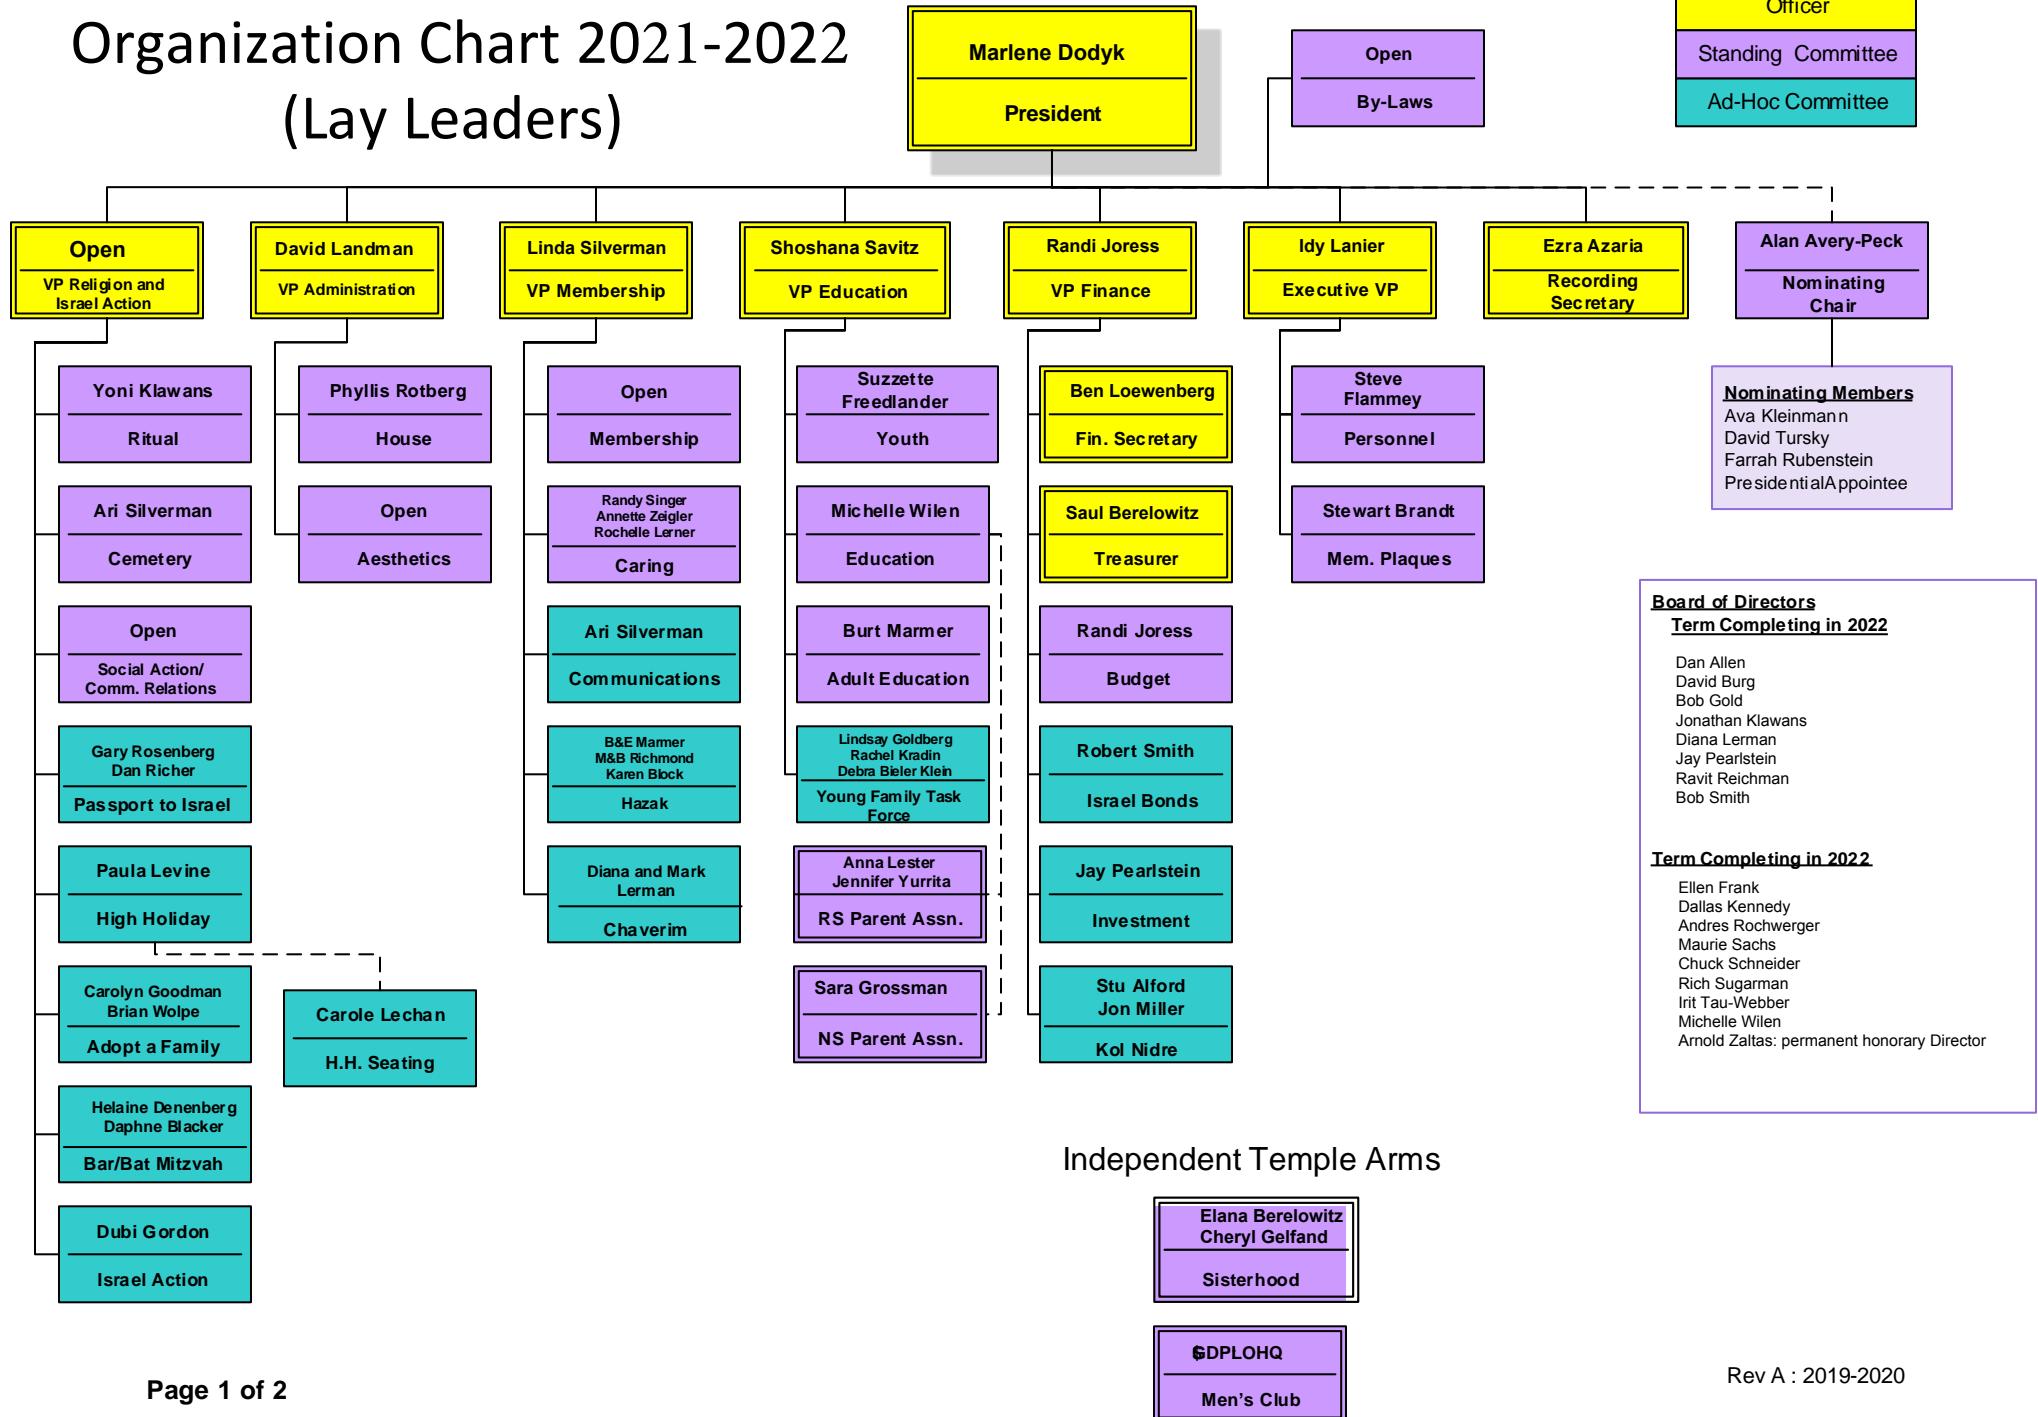 Organization Chart 2021-2022
(Lay Leaders)
Marlene Dodyk
President
Open
By-Laws
Officer
Standing Committee
Ad-Hoc Committee
Open
VP Religion and
Israel Action
David Landman
VP Administration
Linda Silverman
VP Membership
Shoshana Savitz
VP Education
Randi Joress
VP Finance
Idy Lanier
Executive VP
Ezra Azaria
Recording
Secretary
Alan Avery-Peck
Nominating
Chair
Yoni Klawans
Ritual
Ari Silverman
Cemetery
Open
Social Action/
Comm. Relations
Gary Rosenberg
Dan Richer
Passport to Israel
Paula Levine
High Holiday
Carolyn Goodman
Brian Wolpe
Adopt a Family
Helaine Denenberg
Daphne Blacker
Bar/Bat Mitzvah
Dubi Gordon
Israel Action
Phyllis Rotberg
House
Open
Aesthetics
Carole Lechan
H.H. Seating
Open
Membership
Randy Singer
Annette Zeigler
Rochelle Lerner
Caring
Ari Silverman
Communications
B&E Marmer
M&B Richmond
Karen Block
Hazak
Diana and Mark
Lerman
Chaverim
Suzzette
Freedlander
Youth
Michelle Wilen
Education
Burt Marmer
Adult Education
Lindsay Goldberg
Rachel Kradin
Debra Bieler Klein
Young Family Task
Force
Anna Lester
Jennifer Yurrita
RS Parent Assn.
Sara Grossman
NS Parent Assn.
Ben Loewenberg
Fin. Secretary
Saul Berelowitz
Treasurer
Randi Joress
Budget
Robert Smith
Israel Bonds
Jay Pearlstein
Investment
Stu Alford
Jon Miller
Kol Nidre
Steve
Flammey
Personnel
Stewart Brandt
Mem. Plaques
Nominating Members
Ava Kleinmann
David Tursky
Farrah Rubenstein
PresidentialAppointee
Board of Directors
Term Completing in 2022
Dan Allen
David Burg
Bob Gold
Jonathan Klawans
Diana Lerman
Jay Pearlstein
Ravit Reichman
Bob Smith
Term Completing in 2022
Ellen Frank
Dallas Kennedy
Andres Rochwerger
Maurie Sachs
Chuck Schneider
Rich Sugarman
Irit Tau-Webber
Michelle Wilen
Arnold Zaltas: permanent honorary Director
Independent Temple Arms
Elana Berelowitz
Cheryl Gelfand
Sisterhood
Men's Club
Page 1 of 2
Rev A : 2019-2020